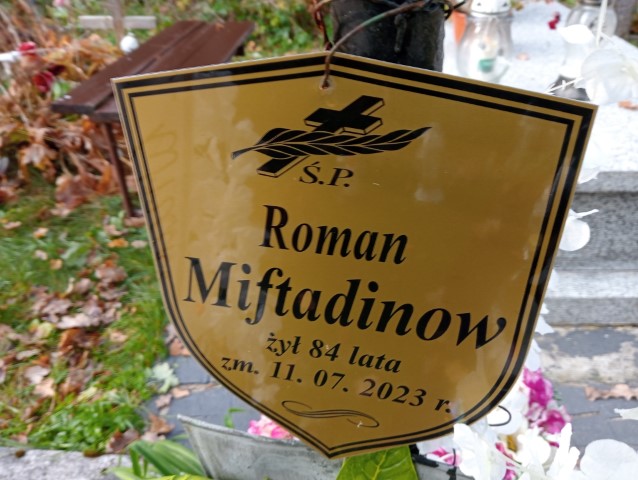 Ś.P.
Roman
Miftadinow
żył 84 lata
zm. 11. 07. 2023 r.